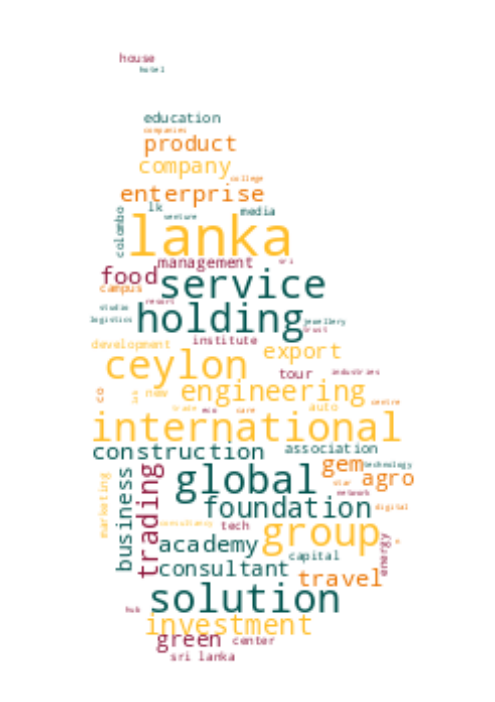 house
hotel
education
companies
product
company
college
enterprise
lk
media
venture
colombo
lanka
management
sri
food
service
campus
resort
studio
holding
logistics
jewellery
trust
institute
development
export
ceylon
tour
industries
engineering
co
new
centre
trade
eco
care
auto
international
construction
association
gem
technology
global
agro
star
network
marketing
business
trading
foundation
digital
consultancy
tech
group
academy
capital
energy
consultant
travel
solution
hub
investment
green
center
sri lanka